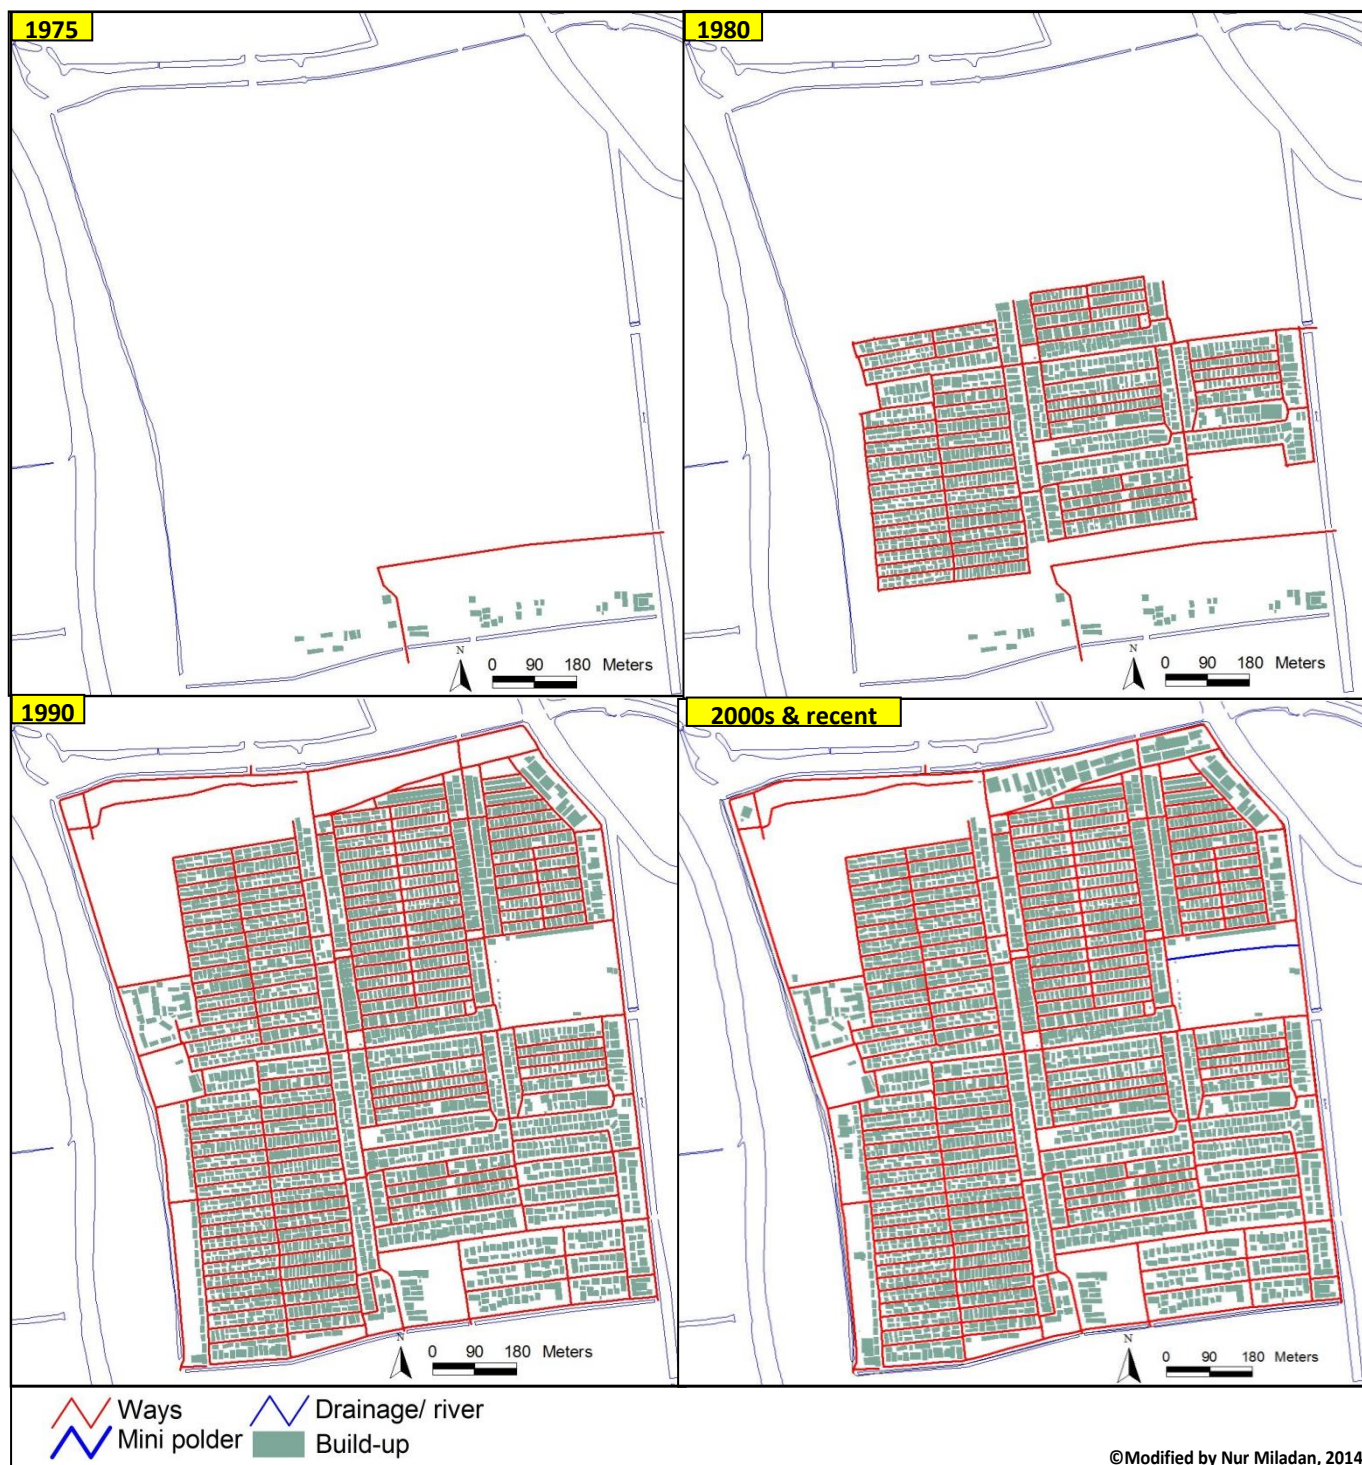 1975
1980
N
0 90 180 Meters
N
0 90 180 Meters
1990
2000s & recent
N
0 90 180 Meters
N
0 90 180 Meters
Ways
Drainage/ river
Mini polder
Build-up
©Modified by Nur Miladan, 2014